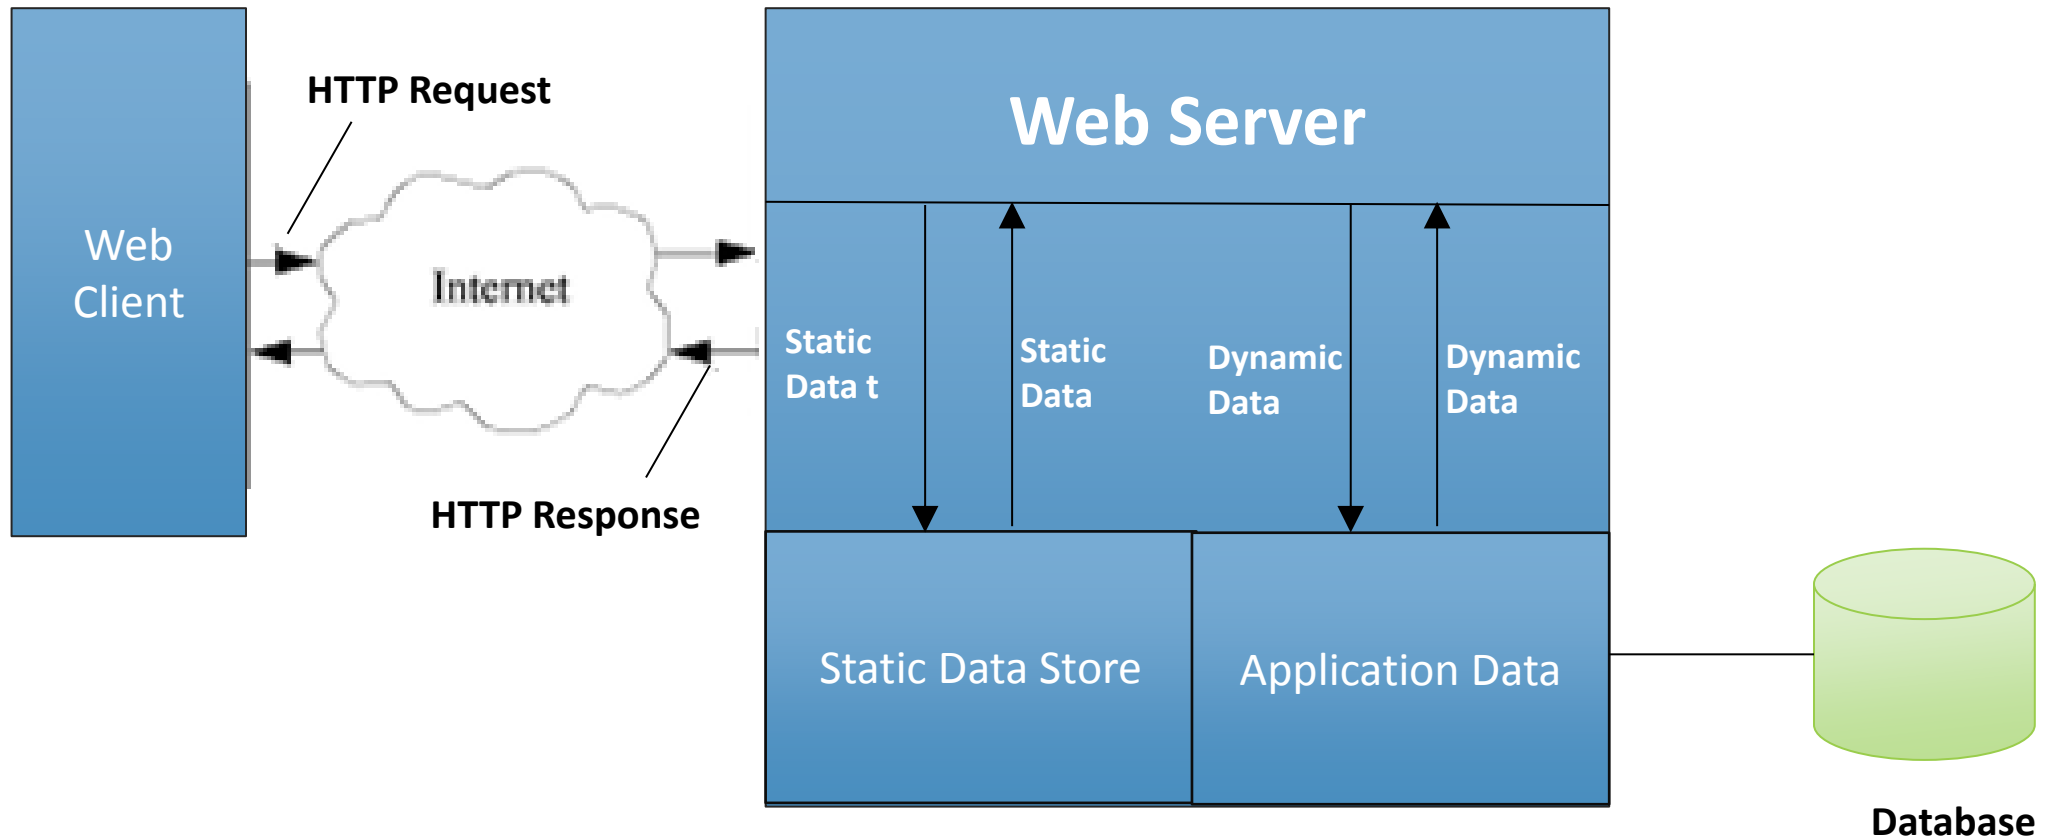 HTTP Request
Web Server
Web
Client
Internet
Static
Data t
Static
Data
Dynamic
Data
Dynamic
Data
HTTP Response
Static Data Store
Application Data
Database